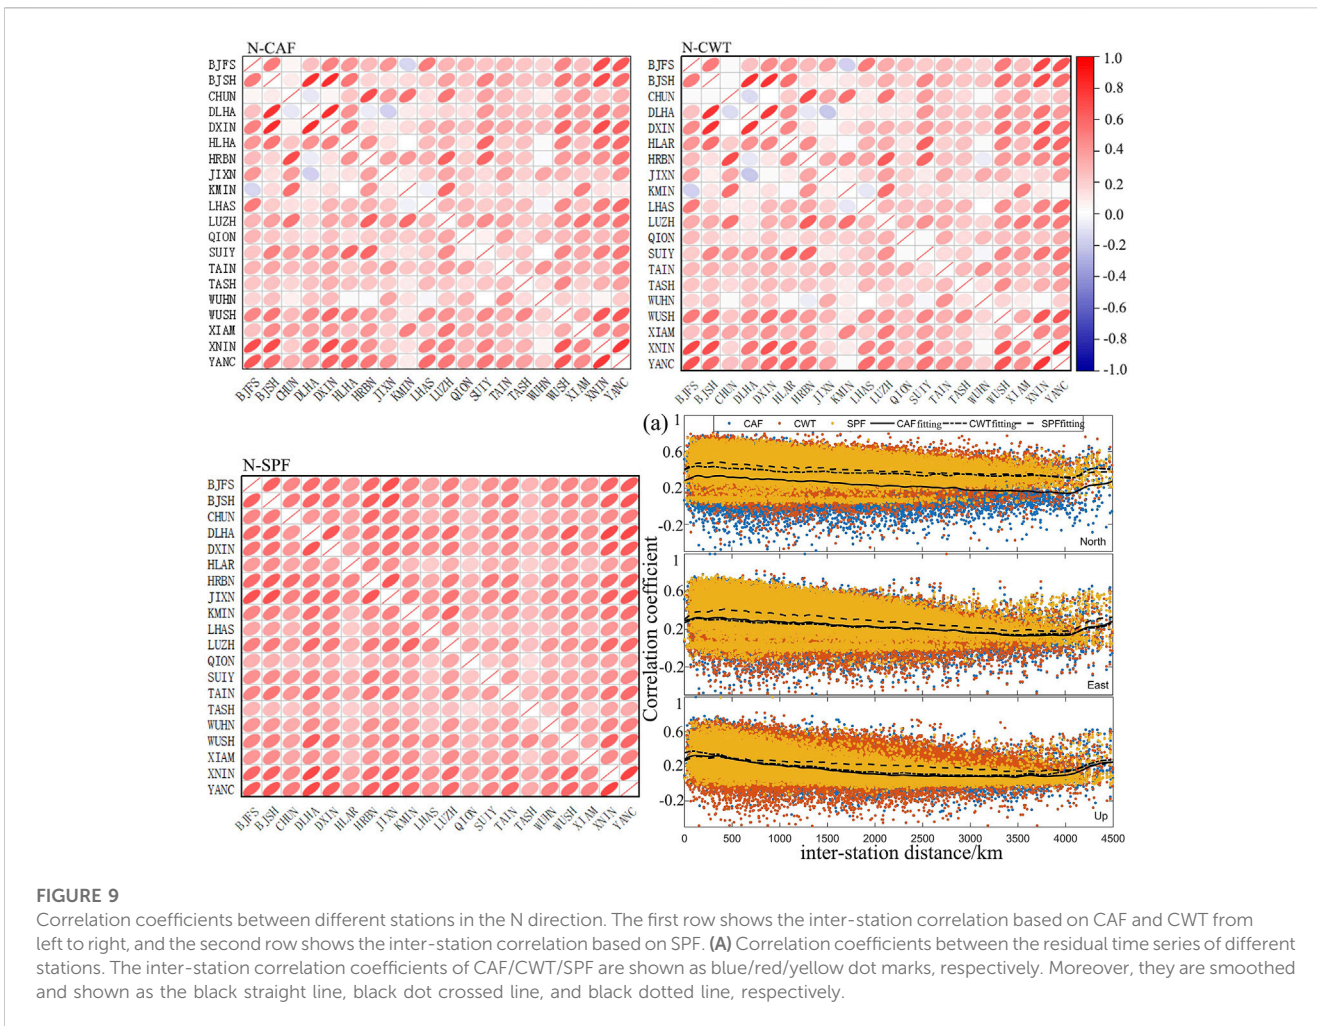 N-CAF
BJFS
BJSH
CHUN
DLHA
DXIN
HLHA
HRBN
JIXN
KMIN
LHAS
LUZH
QION
SUIY
TAIN
TASH
WUHN
WUSH
XIAM
XNIN
YANC
BJFS BJSH CHUN DLHA DXIN HLHA HRBN JIXN KMIN LHAS LUZH QION SUIY TAIN TASH WUHN WUSH XIAM XNIN YANC
N-CWT
BJFS
BJSH
CHUN
DLHA
DXIN
HLAR
HRBN
JIXN
KMIN
LHAS
LUZH
QION
SUIY
TAIN
TASH
WUHN
WUSH
XIAM
XNIN
YANC
BJFS BJSH CHUN DLHA DXIN HLAR HRBN JIXN KMIN LHAS LUZH QION SUIY TAIN TASH WUHN WUSH XIAM XNIN YANC
1.0
0.8
0.6
0.4
0.2
0.0
-0.2
-0.4
-0.6
-0.8
-1.0
N-SPF
BJFS
BJSH
CHUN
DLHA
DXIN
HLAR
HRBN
JIXN
KMIN
LHAS
LUZH
QION
SUIY
TAIN
TASH
WUHN
WUSH
XIAM
XNIN
YANC
BJFS BJSH CHUN DLHA DXIN HLAR HRBN JIXN KMIN LHAS LUZH QION SUIY TAIN TASH WUHN WUSH XIAM XNIN YANC
(a)
CAF CWT SPF CAF fitting CWT fitting SPF fitting
1
0.6
0.2
-0.2
North
1
0.6
0.2
-0.2
East
1
0.6
0.2
-0.2
Up
Correlation coefficient
0 500 1000 1500 2000 2500 3000 3500 4000 4500
inter-station distance/km
FIGURE 9
Correlation coefficients between different stations in the N direction. The first row shows the inter-station correlation based on CAF and CWT from
left to right, and the second row shows the inter-station correlation based on SPF. (A) Correlation coefficients between the residual time series of different
stations. The inter-station correlation coefficients of CAF/CWT/SPF are shown as blue/red/yellow dot marks, respectively. Moreover, they are smoothed
and shown as the black straight line, black dot crossed line, and black dotted line, respectively.